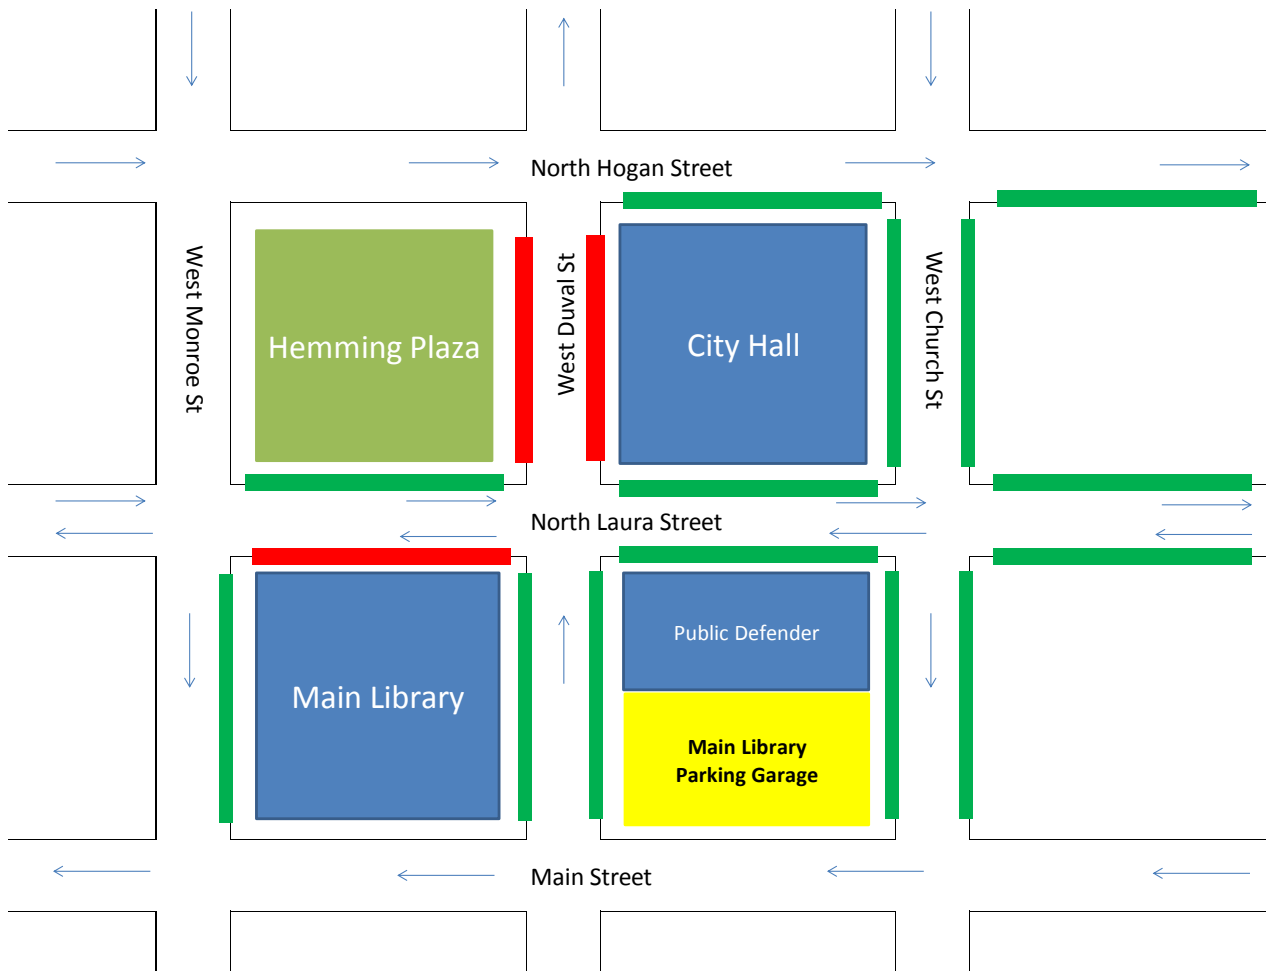 North Hogan Street
West Monroe St
Hemming Plaza
West Duval St
City Hall
West Church St
North Laura Street
Main Library
Public Defender
Main Library
Parking Garage
Main Street